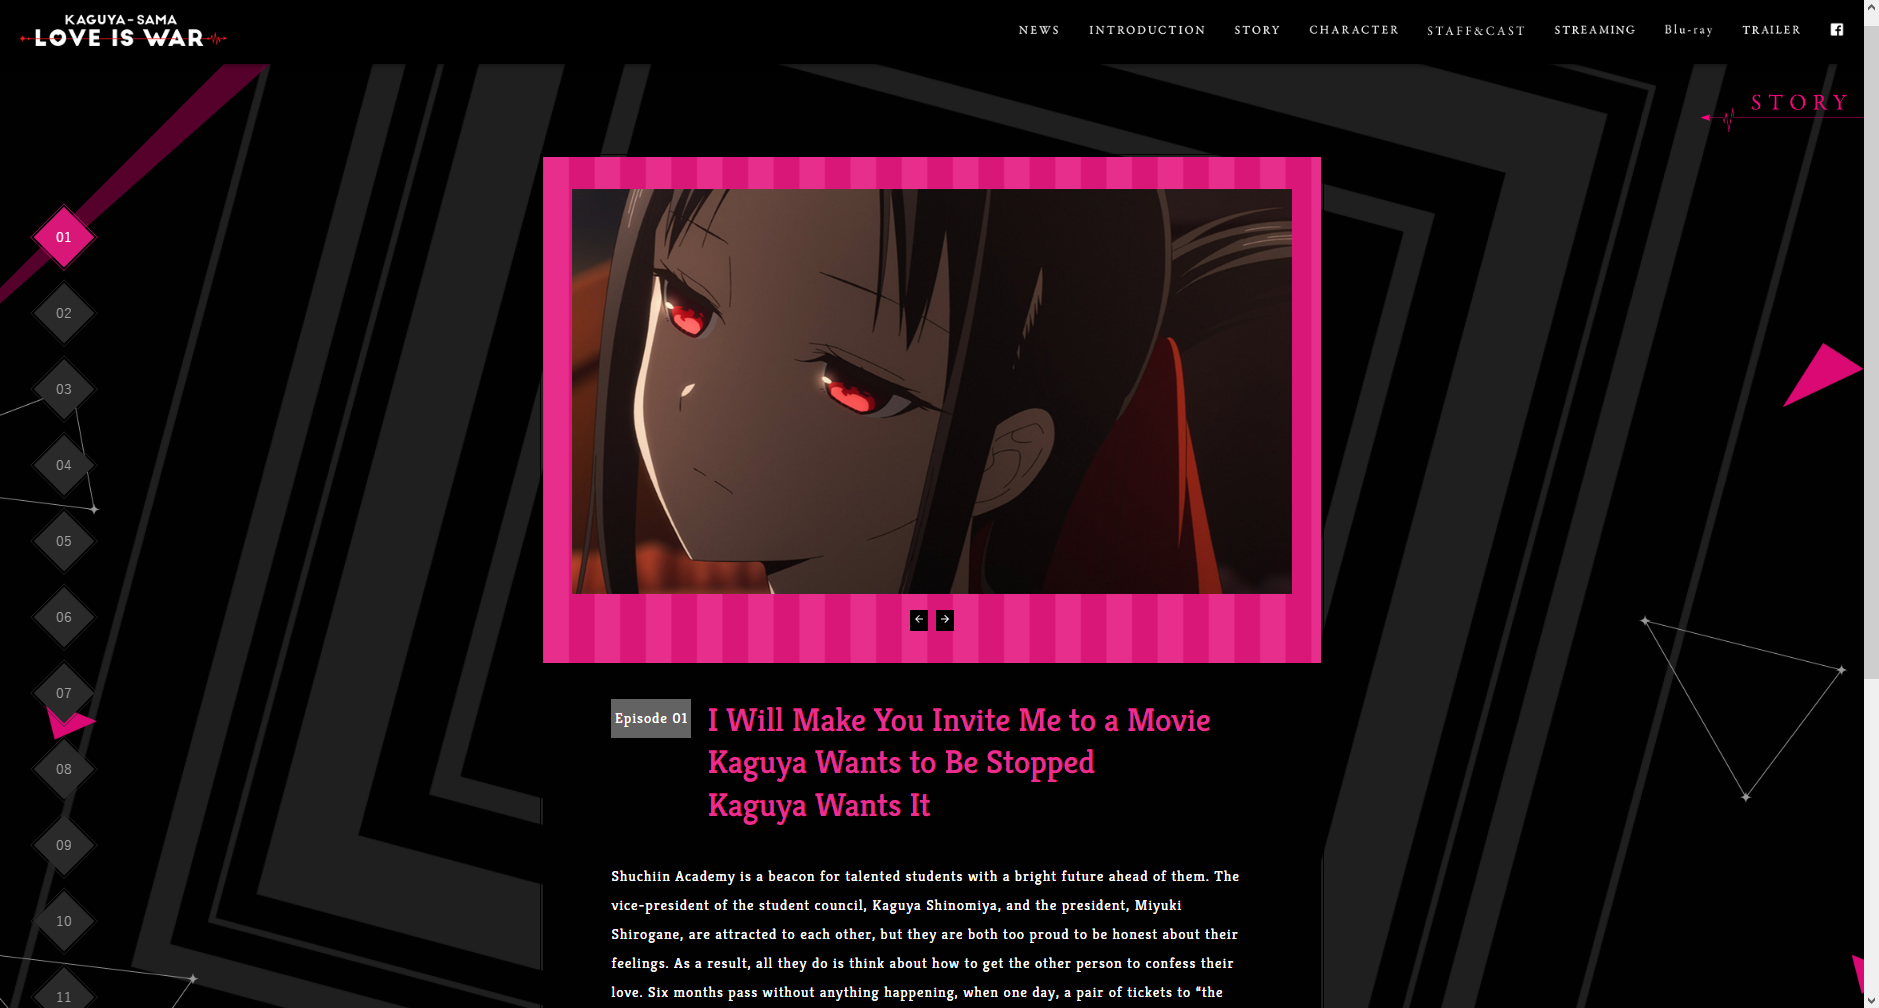 KAGUYA-SAMA
LOVE IS WAR
NEWS INTRODUCTION STORY CHARACTER STAFF&CAST STREAMING Blu-ray TRAILER
STORY
01
02
03
04
05
06
07
08
09
10
11
Episode 01
I Will Make You Invite Me to a Movie
Kaguya Wants to Be Stopped
Kaguya Wants It
Shuchiin Academy is a beacon for talented students with a bright future ahead of them. The
vice-president of the student council, Kaguya Shinomiya, and the president, Miyuki
Shirogane, are attracted to each other, but they are both too proud to be honest about their
feelings. As a result, all they do is think about how to get the other person to confess their
love. Six months pass without anything happening, when one day, a pair of tickets to “the